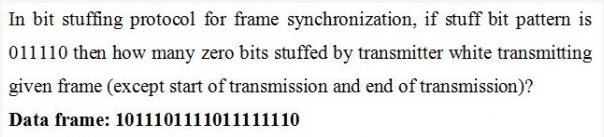 In bit stuffing protocol for frame synchronization, if stuff bit pattern is
011110 then how many zero bits stuffed by transmitter white transmitting
given frame (except start of transmission and end of transmission)?
Data frame: 1011101111011111110